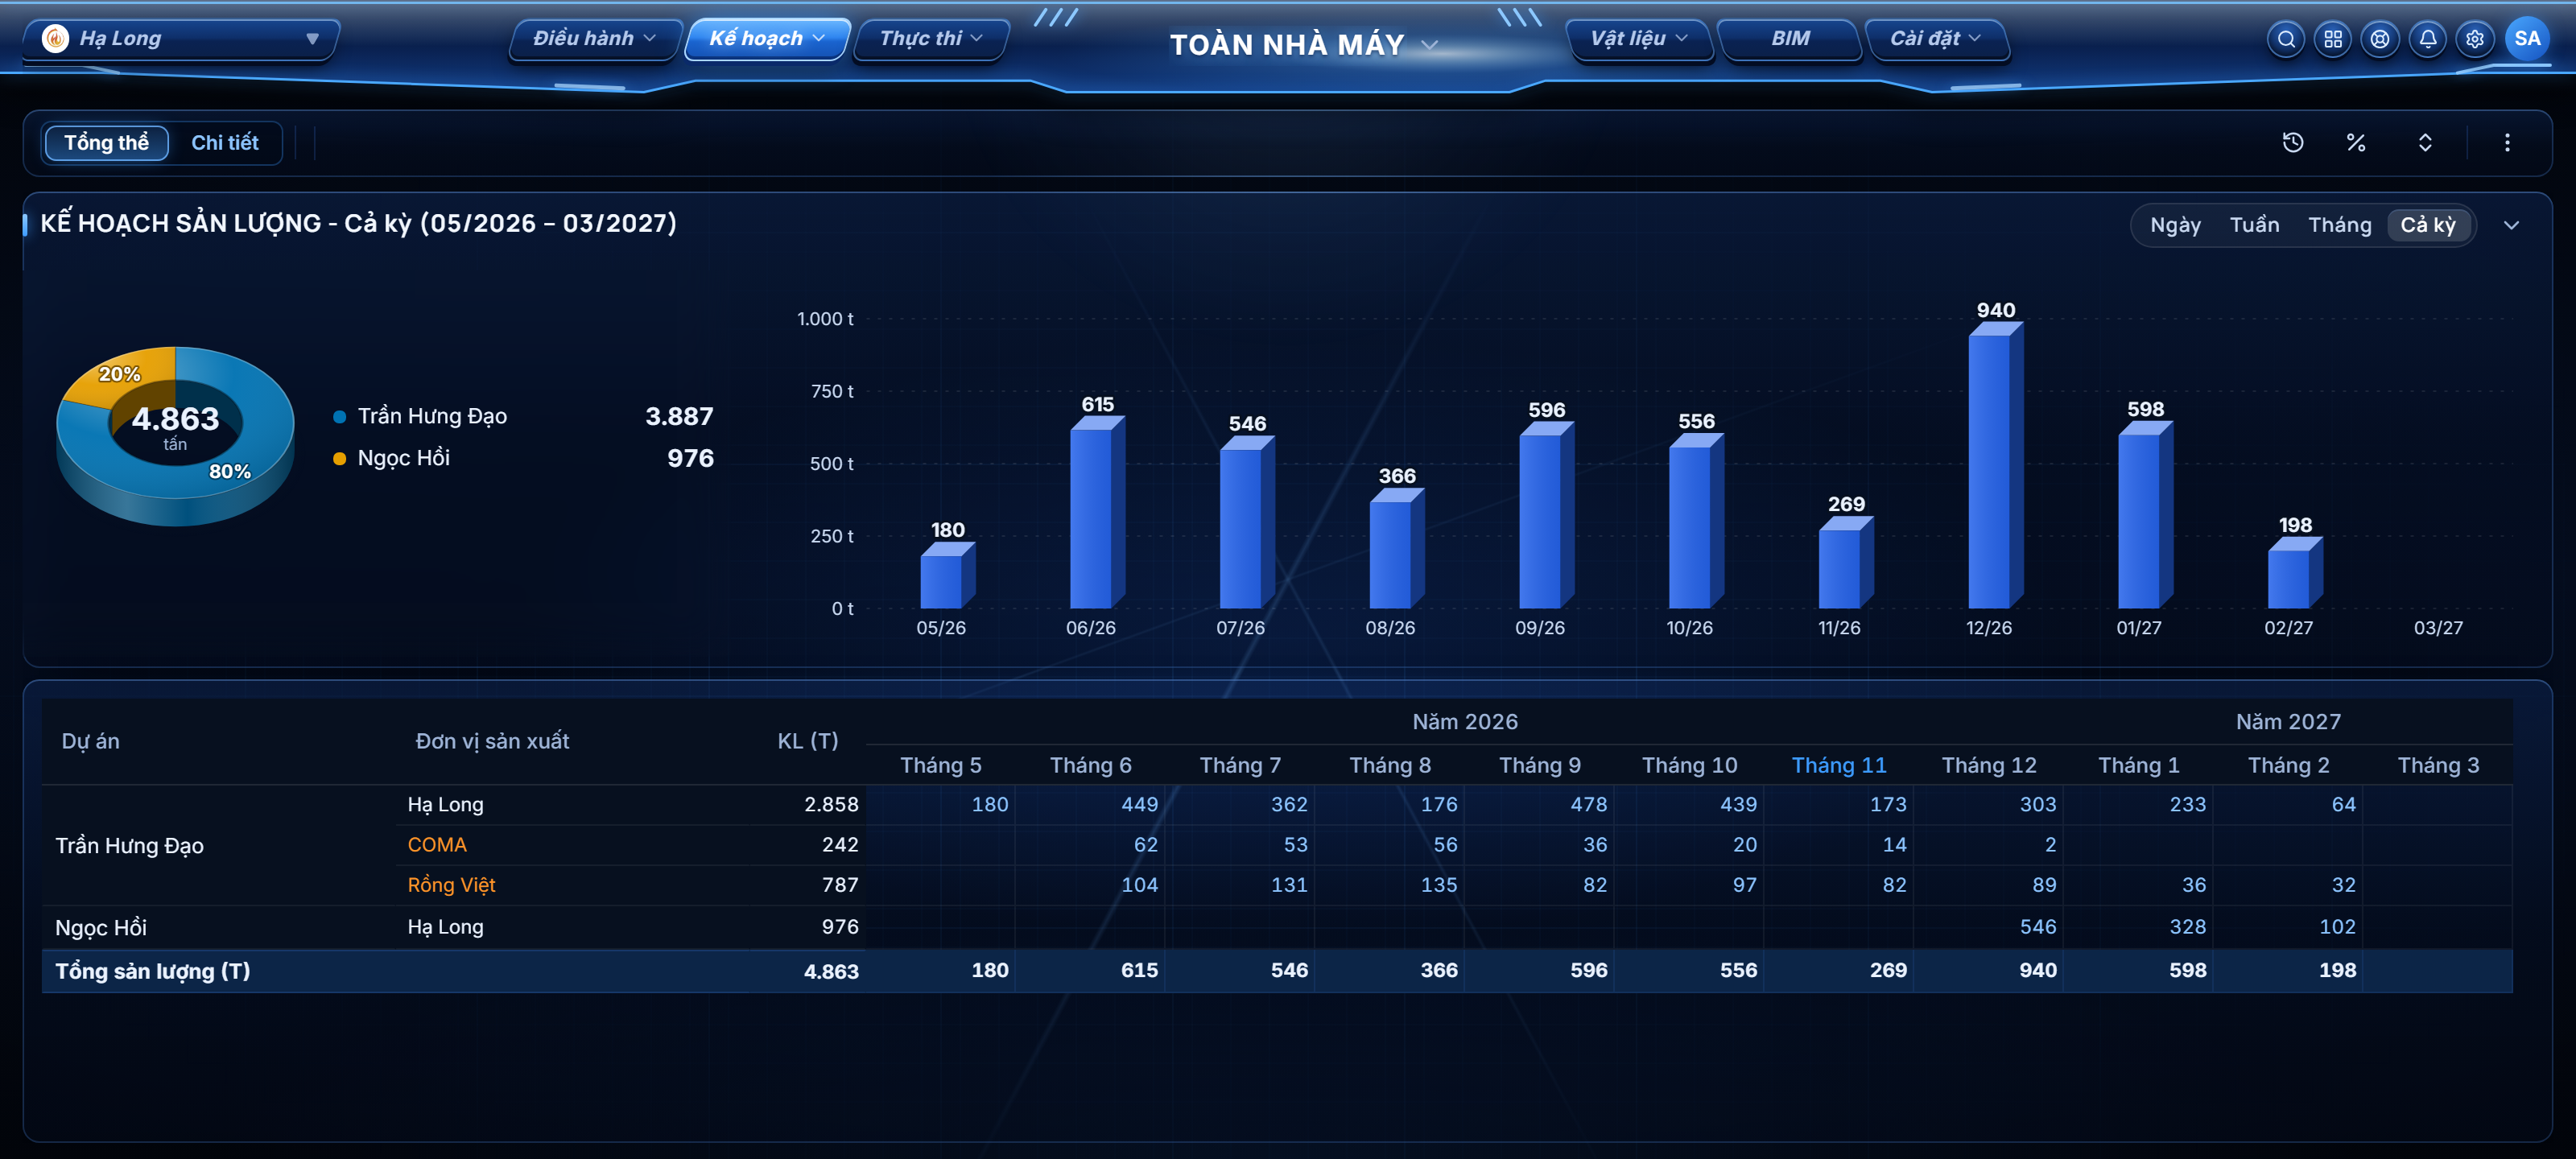 Hạ Long
Điều hành
Kế hoạch
Thực thi
TOÀN NHÀ MÁY
Vật liệu
BIM
Cài đặt
SA
Tổng thể
Chi tiết
KẾ HOẠCH SẢN LƯỢNG - Cả kỳ (05/2026 – 03/2027)
Ngày Tuần Tháng Cả kỳ
20%
4.863
tấn
80%
Trần Hưng Đạo 3.887
Ngọc Hồi 976
1.000 t
750 t
500 t
250 t
0 t
180 615 546 366 596 556 269 940 598 198
05/26 06/26 07/26 08/26 09/26 10/26 11/26 12/26 01/27 02/27 03/27
Dự án Đơn vị sản xuất KL (T) Năm 2026 Năm 2027
Tháng 5 Tháng 6 Tháng 7 Tháng 8 Tháng 9 Tháng 10 Tháng 11 Tháng 12 Tháng 1 Tháng 2 Tháng 3
Trần Hưng Đạo
Hạ Long 2.858 180 449 362 176 478 439 173 303 233 64
COMA 242 62 53 56 36 20 14 2
Rồng Việt 787 104 131 135 82 97 82 89 36 32
Ngọc Hồi Hạ Long 976 546 328 102
Tổng sản lượng (T) 4.863 180 615 546 366 596 556 269 940 598 198